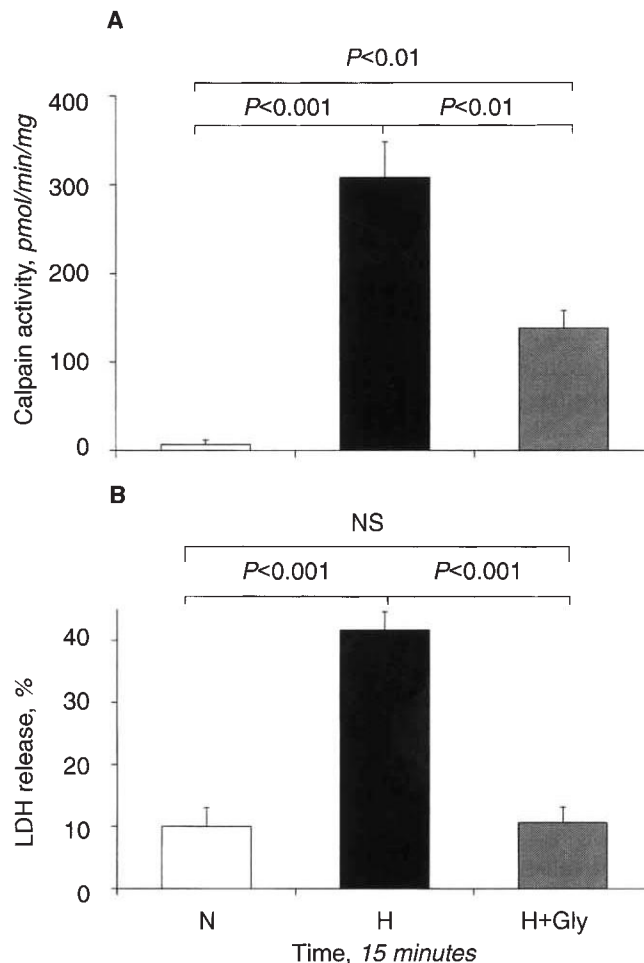 A
P<0.01
P<0.001 P<0.01
400
300
200
100
0
Calpain activity, pmol/min/mg
B
NS
P<0.001 P<0.001
40
30
20
10
0
LDH release, %
N H H+Gly
Time, 15 minutes